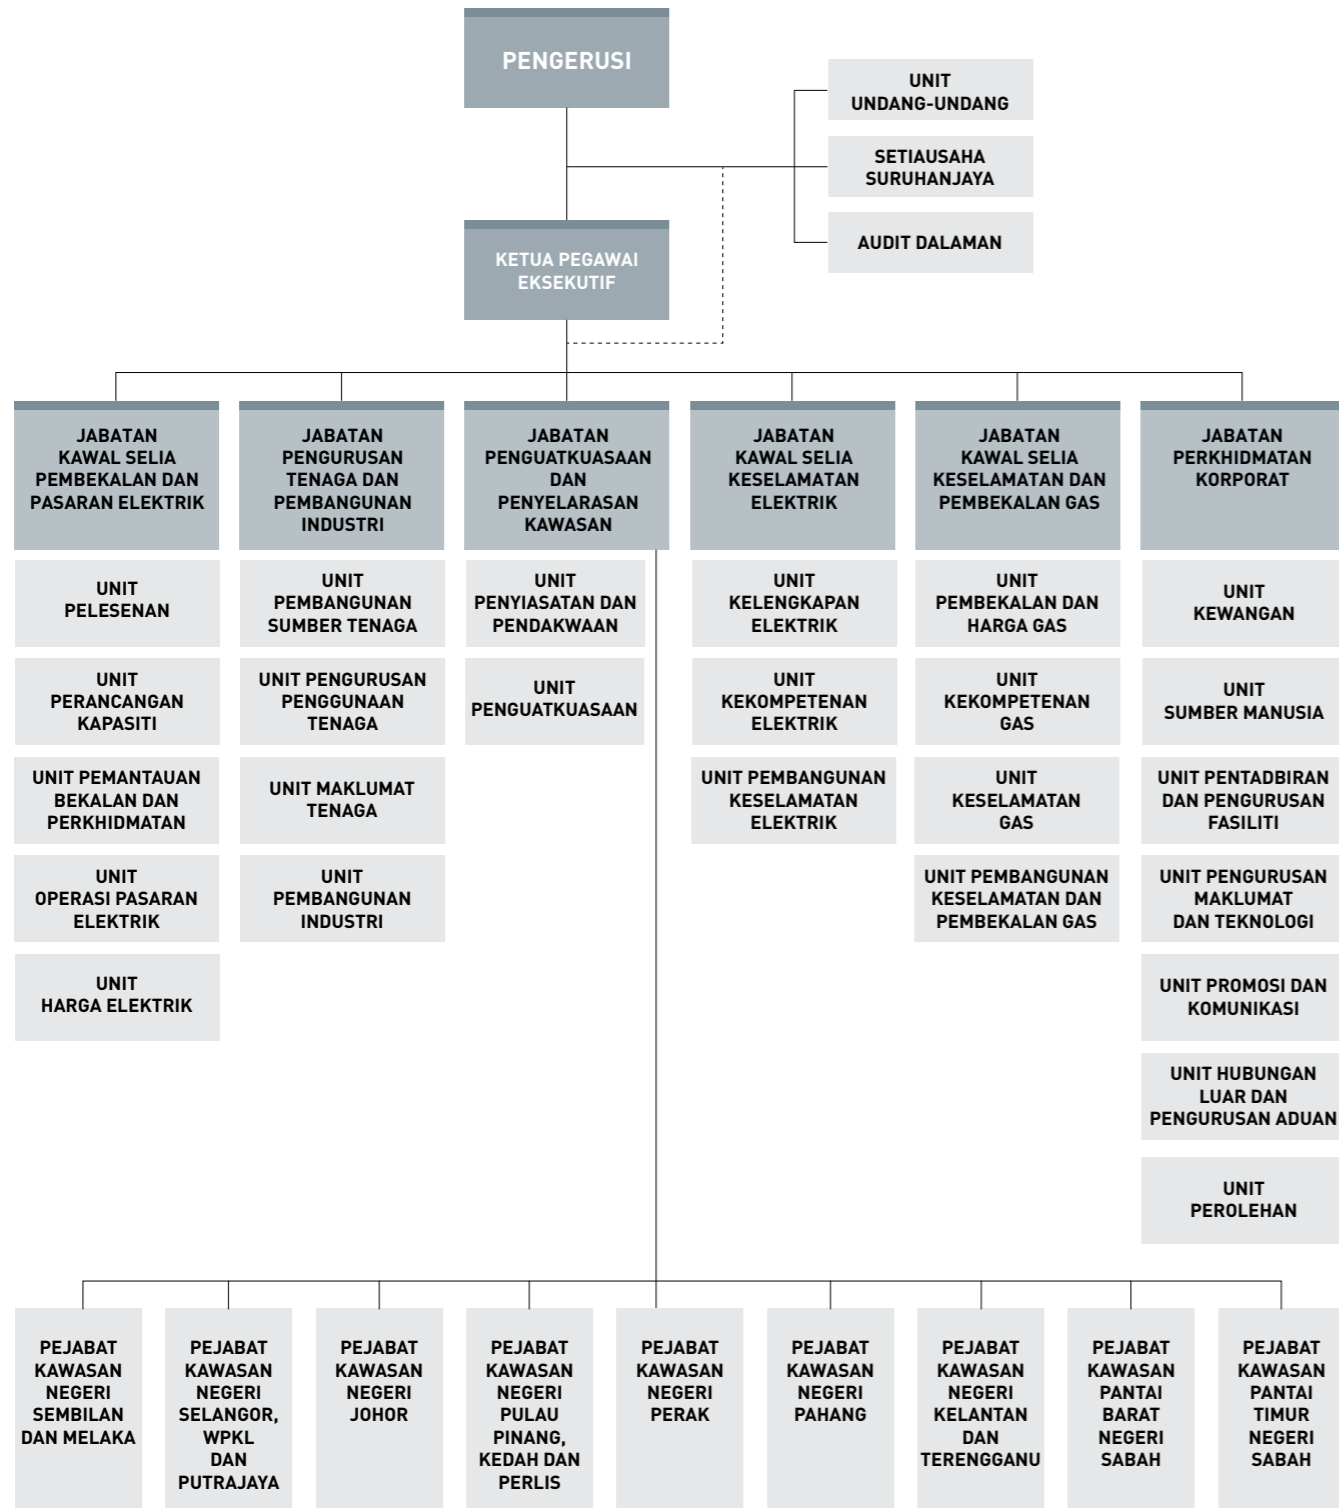 PENGERUSI
UNIT
UNDANG-UNDANG
SETIAUSAHA
SURUHANJAYA
AUDIT DALAMAN
KETUA PEGAWAI
EKSEKUTIF
JABATAN
KAWAL SELIA
PEMBEKALAN DAN
PASARAN ELEKTRIK
UNIT
PELESENAN
UNIT
PERANCANGAN
KAPASITI
UNIT PEMANTAUAN
BEKALAN DAN
PERKHIDMATAN
UNIT
OPERASI PASARAN
ELEKTRIK
UNIT
HARGA ELEKTRIK
JABATAN
PENGURUSAN
TENAGA DAN
PEMBANGUNAN
INDUSTRI
UNIT
PEMBANGUNAN
SUMBER TENAGA
UNIT PENGURUSAN
PENGGUNAAN
TENAGA
UNIT MAKLUMAT
TENAGA
UNIT
PEMBANGUNAN
INDUSTRI
JABATAN
PENGUATKUASAAN
DAN
PENYELARASAN
KAWASAN
UNIT
PENYIASATAN DAN
PENDAKWAAN
UNIT
PENGUATKUASAAN
JABATAN
KAWAL SELIA
KESELAMATAN
ELEKTRIK
UNIT
KELENGKAPAN
ELEKTRIK
UNIT
KEKOMPETENAN
ELEKTRIK
UNIT PEMBANGUNAN
KESELAMATAN
ELEKTRIK
JABATAN
KAWAL SELIA
KESELAMATAN DAN
PEMBEKALAN GAS
UNIT
PEMBEKALAN DAN
HARGA GAS
UNIT
KEKOMPETENAN
GAS
UNIT
KESELAMATAN
GAS
UNIT PEMBANGUNAN
KESELAMATAN DAN
PEMBEKALAN GAS
JABATAN
PERKHIDMATAN
KORPORAT
UNIT
KEWANGAN
UNIT
SUMBER MANUSIA
UNIT PENTADBIRAN
DAN PENGURUSAN
FASILITI
UNIT PENGURUSAN
MAKLUMAT
DAN TEKNOLOGI
UNIT PROMOSI DAN
KOMUNIKASI
UNIT HUBUNGAN
LUAR DAN
PENGURUSAN ADUAN
UNIT
PEROLEHAN
PEJABAT
KAWASAN
NEGERI
SEMBILAN
DAN MELAKA
PEJABAT
KAWASAN
NEGERI
SELANGOR,
WPKL
DAN
PUTRAJAYA
PEJABAT
KAWASAN
NEGERI
JOHOR
PEJABAT
KAWASAN
NEGERI
PULAU
PINANG,
KEDAH DAN
PERLIS
PEJABAT
KAWASAN
NEGERI
PERAK
PEJABAT
KAWASAN
NEGERI
PAHANG
PEJABAT
KAWASAN
NEGERI
KELANTAN
DAN
TERENGGANU
PEJABAT
KAWASAN
PANTAI
BARAT
NEGERI
SABAH
PEJABAT
KAWASAN
PANTAI
TIMUR
NEGERI
SABAH